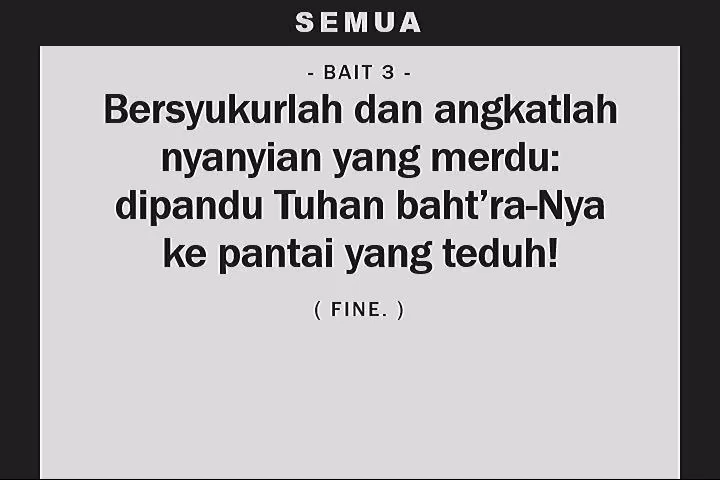 SEMUA
- BAIT 3 -
Bersyukurlah dan angkatlah
nyanyian yang merdu:
dipandu Tuhan baht’ra-Nya
ke pantai yang teduh!
( FINE. )